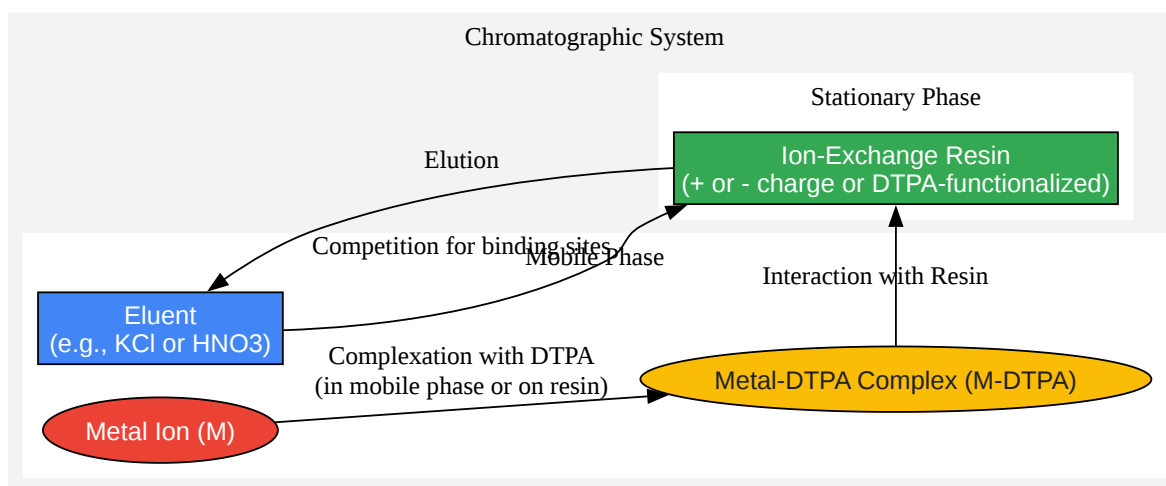 Chromatographic System
Stationary Phase
Ion-Exchange Resin
(+ or - charge or DTPA-functionalized)
Elution
Competition for binding sites
Mobile Phase
Interaction with Resin
Eluent
(e.g., KCl or HNO3)
Complexation with DTPA
(in mobile phase or on resin)
Metal-DTPA Complex (M-DTPA)
Metal Ion (M)